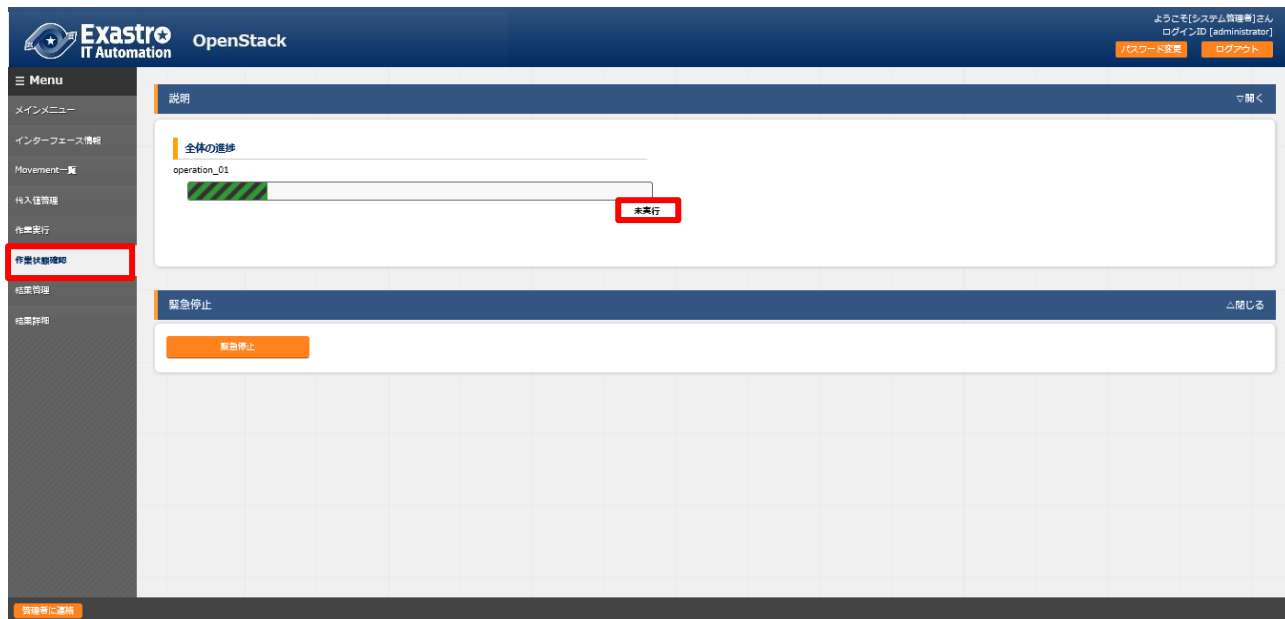 Exastro
IT Automation
OpenStack
ようこそ[システム管理者]さん
ログインID [administrator]
パスワード変更
ログアウト
☰ Menu
メインメニュー
インターフェース情報
Movement一覧
代入値管理
作業実行
作業状態確認
結果管理
結果詳細
説明
▽開く
全体の進捗
operation_01
未実行
緊急停止
△閉じる
緊急停止
管理者に連絡